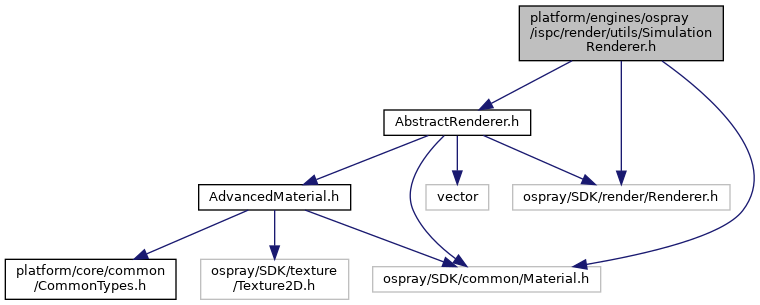 platform/engines/ospray
/ispc/render/utils/Simulation
Renderer.h
AbstractRenderer.h
AdvancedMaterial.h
vector
ospray/SDK/render/Renderer.h
platform/core/common
/CommonTypes.h
ospray/SDK/texture
/Texture2D.h
ospray/SDK/common/Material.h